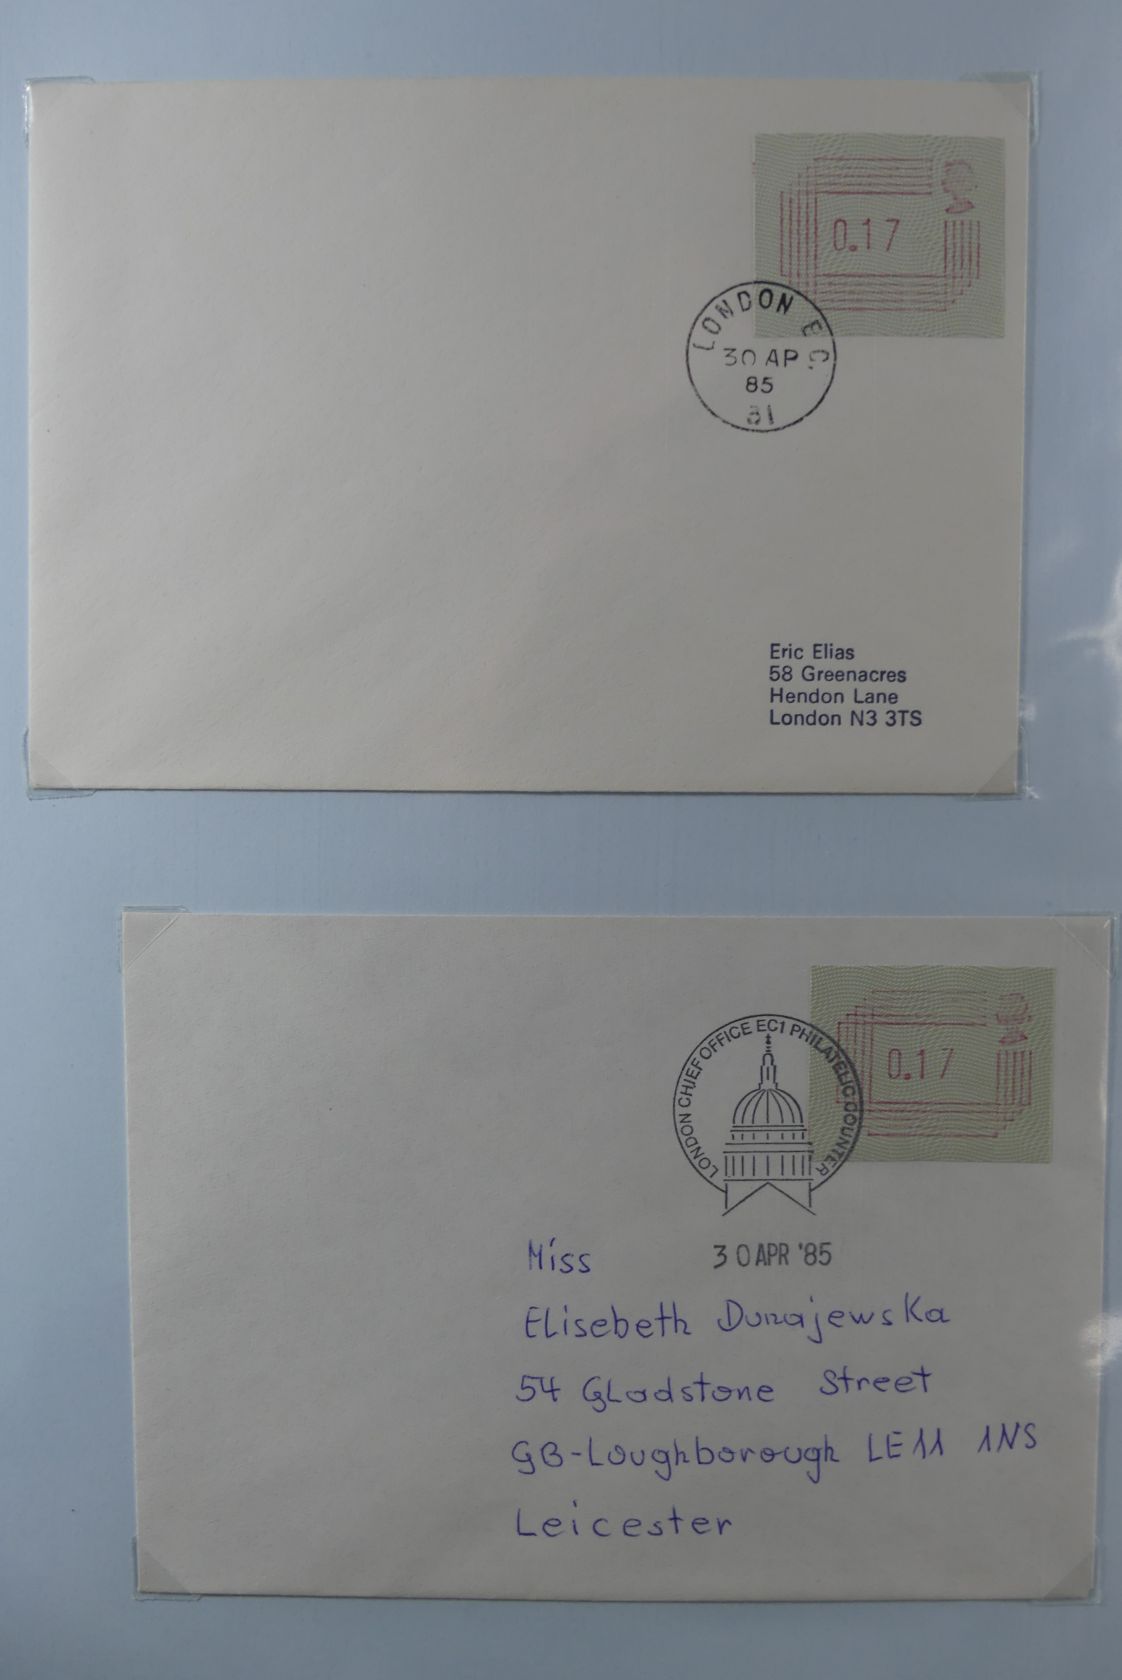 0.17
LONDON E.C.
30 AP
85
81
Eric Elias
58 Greenacres
Hendon Lane
London N3 3TS
0.17
LONDON CHIEF OFFICE EC1 PHILATELIC COUNTER
30 APR '85
Miss
Elisebeth Dunajewska
54 Gladstone Street
GB-Loughborough LE11 1NS
Leicester